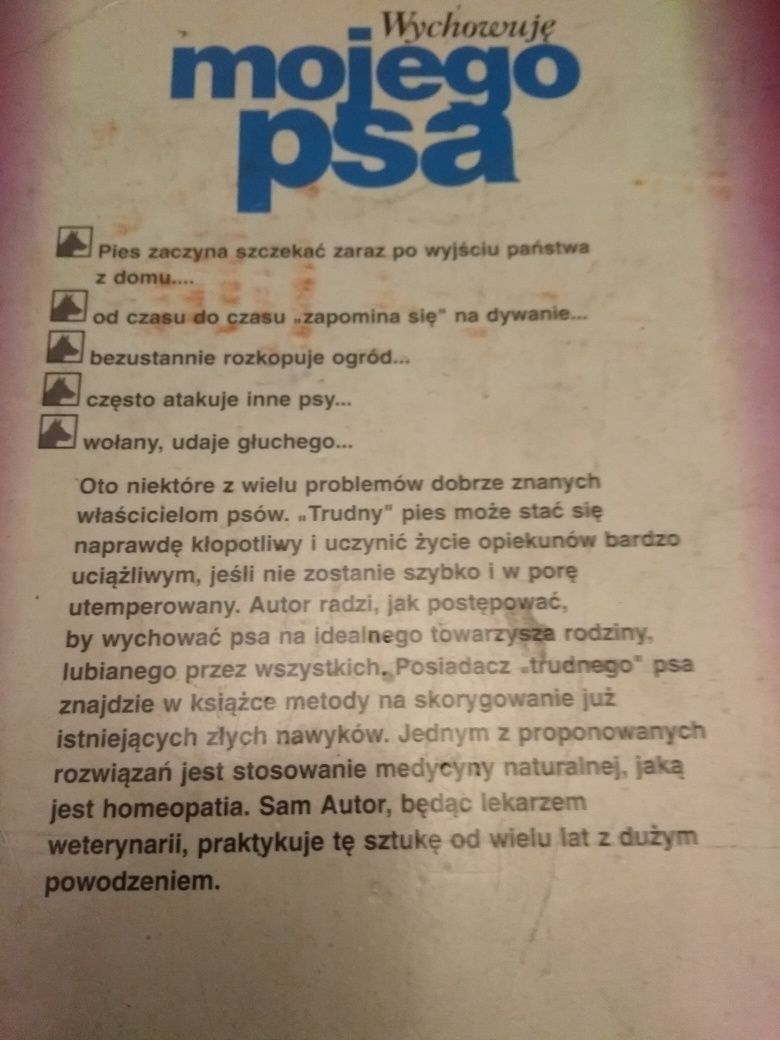 Wychowuję
mojego
psa
Pies zaczyna szczekać zaraz po wyjściu państwa
z domu....
od czasu do czasu „zapomina się" na dywanie...
bezustannie rozkopuje ogród...
często atakuje inne psy...
wołany, udaje głuchego...
Oto niektóre z wielu problemów dobrze znanych
właścicielom psów. „Trudny" pies może stać się
naprawdę kłopotliwy i uczynić życie opiekunów bardzo
uciążliwym, jeśli nie zostanie szybko i w porę
utemperowany. Autor radzi, jak postępować,
by wychować psa na idealnego towarzysza rodziny,
lubianego przez wszystkich. Posiadacz „trudnego" psa
znajdzie w książce metody na skorygowanie już
istniejących złych nawyków. Jednym z proponowanych
rozwiązań jest stosowanie medycyny naturalnej, jaką
jest homeopatia. Sam Autor, będąc lekarzem
weterynarii, praktykuje tę sztukę od wielu lat z dużym
powodzeniem.